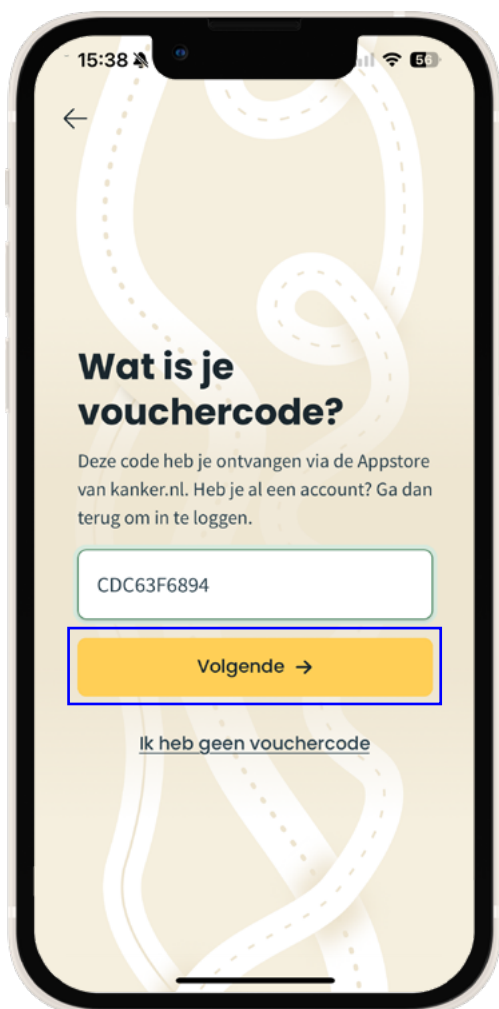 15:38
56
Wat is je
vouchercode?
Deze code heb je ontvangen via de Appstore
van kanker.nl. Heb je al een account? Ga dan
terug om in te loggen.
CDC63F6894
Volgende →
Ik heb geen vouchercode